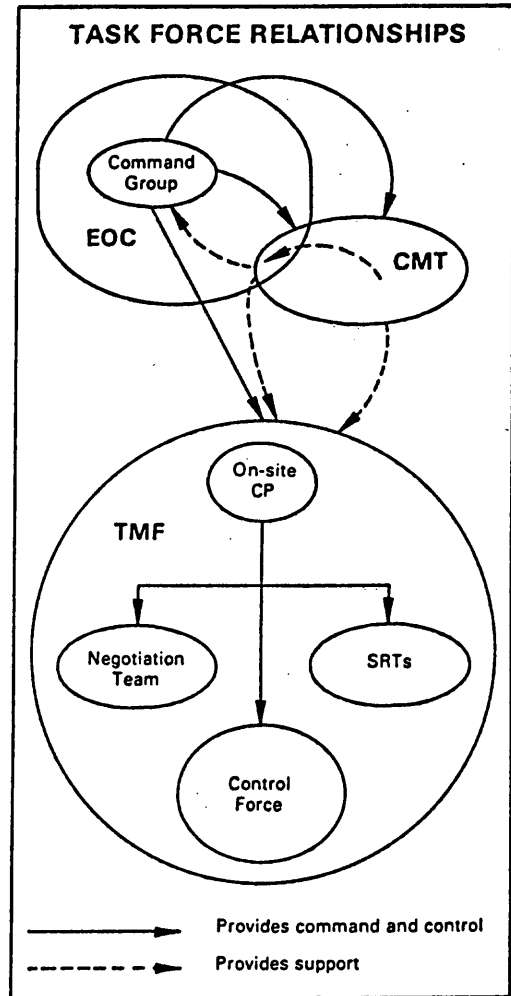 TASK FORCE RELATIONSHIPS
Command
Group
EOC
CMT
On-site
CP
TMF
Negotiation
Team
SRTs
Control
Force
Provides command and control
Provides support